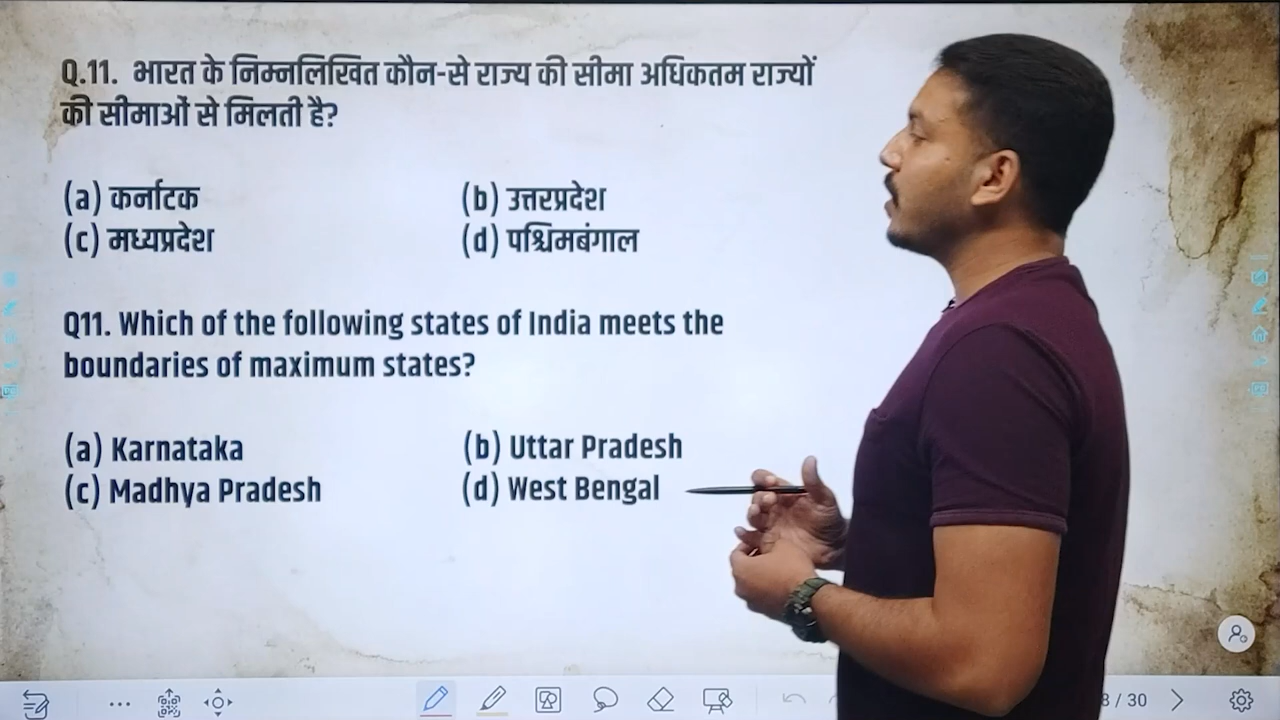 Q.11. भारत के निम्नलिखित कौन-से राज्य की सीमा अधिकतम राज्यों
की सीमाओं से मिलती है?
(a) कर्नाटक (b) उत्तरप्रदेश
(c) मध्यप्रदेश (d) पश्चिमबंगाल
Q11. Which of the following states of India meets the
boundaries of maximum states?
(a) Karnataka (b) Uttar Pradesh
(c) Madhya Pradesh (d) West Bengal
/ 30